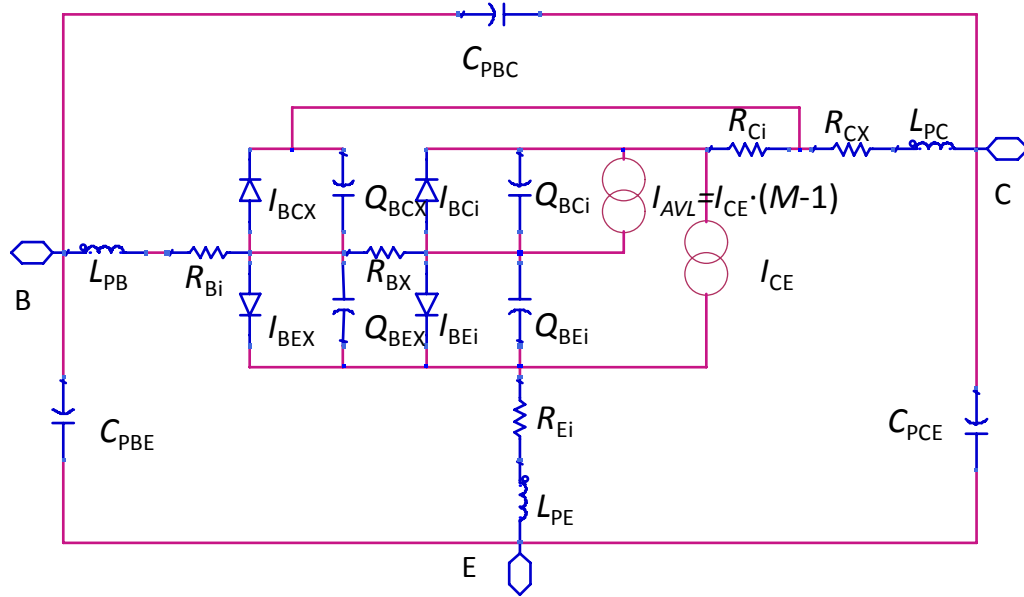 CPBC
RCi
RCX
LPC
IBCX
QBCX
IBCi
QBCi
IAVL=ICE·(M-1)
C
B
LPB
RBi
RBX
ICE
IBEX
QBEX
IBEi
QBEi
CPBE
REi
CPCE
LPE
E